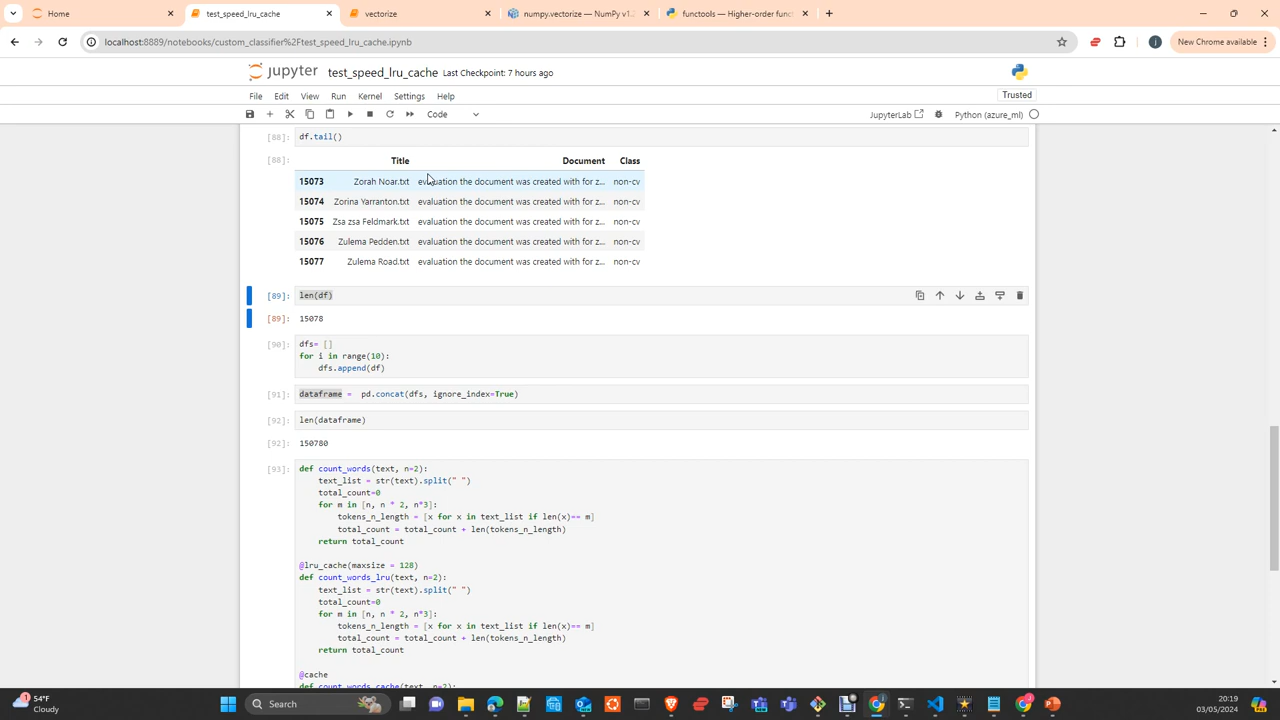 Home
test_speed_lru_cache
vectorize
numpy.vectorize — NumPy v1.2
functools — Higher-order funct
localhost:8889/notebooks/custom_classifier%2Ftest_speed_lru_cache.ipynb
New Chrome available
jupyter test_speed_lru_cache Last Checkpoint: 7 hours ago
File Edit View Run Kernel Settings Help
Trusted
Code
JupyterLab
Python (azure_ml)
[88]: df.tail()
[88]: Title Document Class
15073 Zorah Noar.txt evaluation the document was created with for z... non-cv
15074 Zorina Yarranton.txt evaluation the document was created with for z... non-cv
15075 Zsa zsa Feldmark.txt evaluation the document was created with for z... non-cv
15076 Zulema Pedden.txt evaluation the document was created with for z... non-cv
15077 Zulema Road.txt evaluation the document was created with for z... non-cv
[89]: len(df)
[89]: 15078
[90]: dfs= []
for i in range(10):
dfs.append(df)
[91]: dataframe = pd.concat(dfs, ignore_index=True)
[92]: len(dataframe)
[92]: 150780
[93]: def count_words(text, n=2):
text_list = str(text).split(" ")
total_count=0
for m in [n, n * 2, n*3]:
tokens_n_length = [x for x in text_list if len(x)== m]
total_count = total_count + len(tokens_n_length)
return total_count
@lru_cache(maxsize = 128)
def count_words_lru(text, n=2):
text_list = str(text).split(" ")
total_count=0
for m in [n, n * 2, n*3]:
tokens_n_length = [x for x in text_list if len(x)== m]
total_count = total_count + len(tokens_n_length)
return total_count
@cache
def count_words_cache(text, n=2):
1
54°F
Cloudy
Search
20:19
03/05/2024